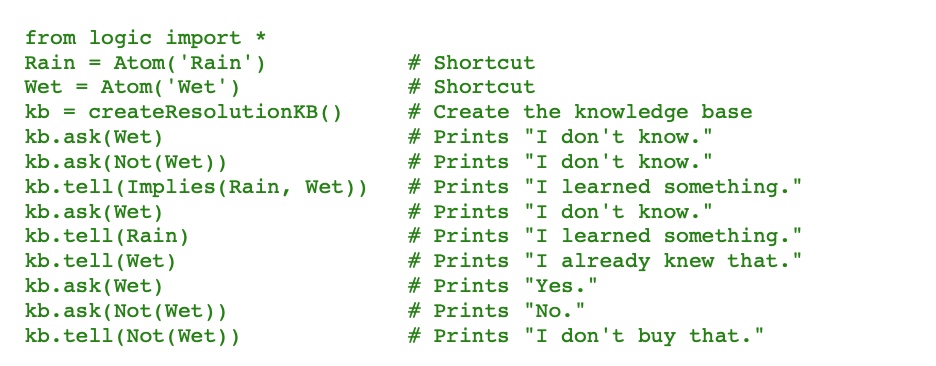 from logic import *
Rain = Atom('Rain')           # Shortcut
Wet = Atom('Wet')             # Shortcut
kb = createResolutionKB()     # Create the knowledge base
kb.ask(Wet)                   # Prints "I don't know."
kb.ask(Not(Wet))              # Prints "I don't know."
kb.tell(Implies(Rain, Wet))   # Prints "I learned something."
kb.ask(Wet)                   # Prints "I don't know."
kb.tell(Rain)                 # Prints "I learned something."
kb.tell(Wet)                  # Prints "I already knew that."
kb.ask(Wet)                   # Prints "Yes."
kb.ask(Not(Wet))              # Prints "No."
kb.tell(Not(Wet))             # Prints "I don't buy that."